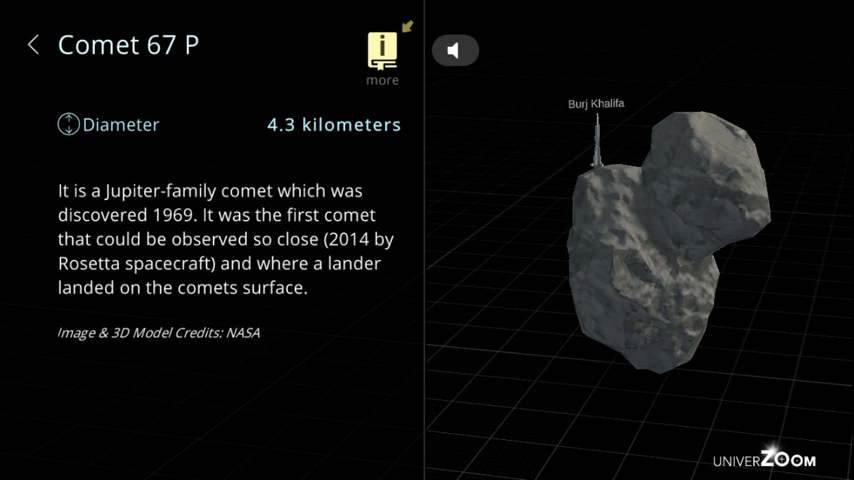 Comet 67 P
i
more
Diameter
4.3 kilometers
It is a Jupiter-family comet which was
discovered 1969. It was the first comet
that could be observed so close (2014 by
Rosetta spacecraft) and where a lander
landed on the comets surface.
Image & 3D Model Credits: NASA
Burj Khalifa
UNIVERZOOM